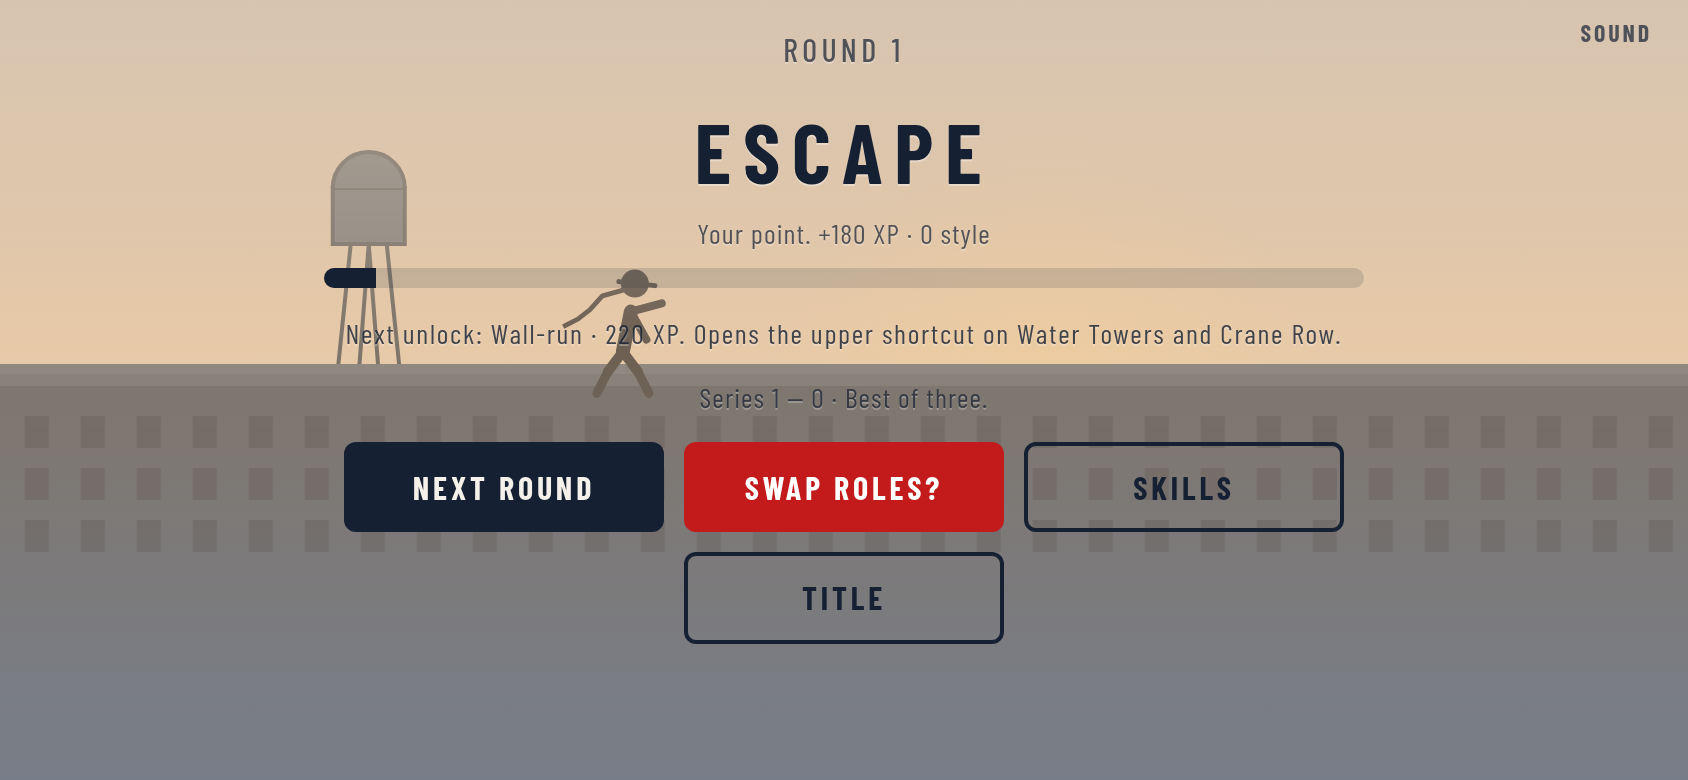 SOUND
ROUND 1
ESCAPE
Your point. +180 XP · 0 style
Next unlock: Wall-run · 220 XP. Opens the upper shortcut on Water Towers and Crane Row.
Series 1 — 0 · Best of three.
NEXT ROUND
SWAP ROLES?
SKILLS
TITLE